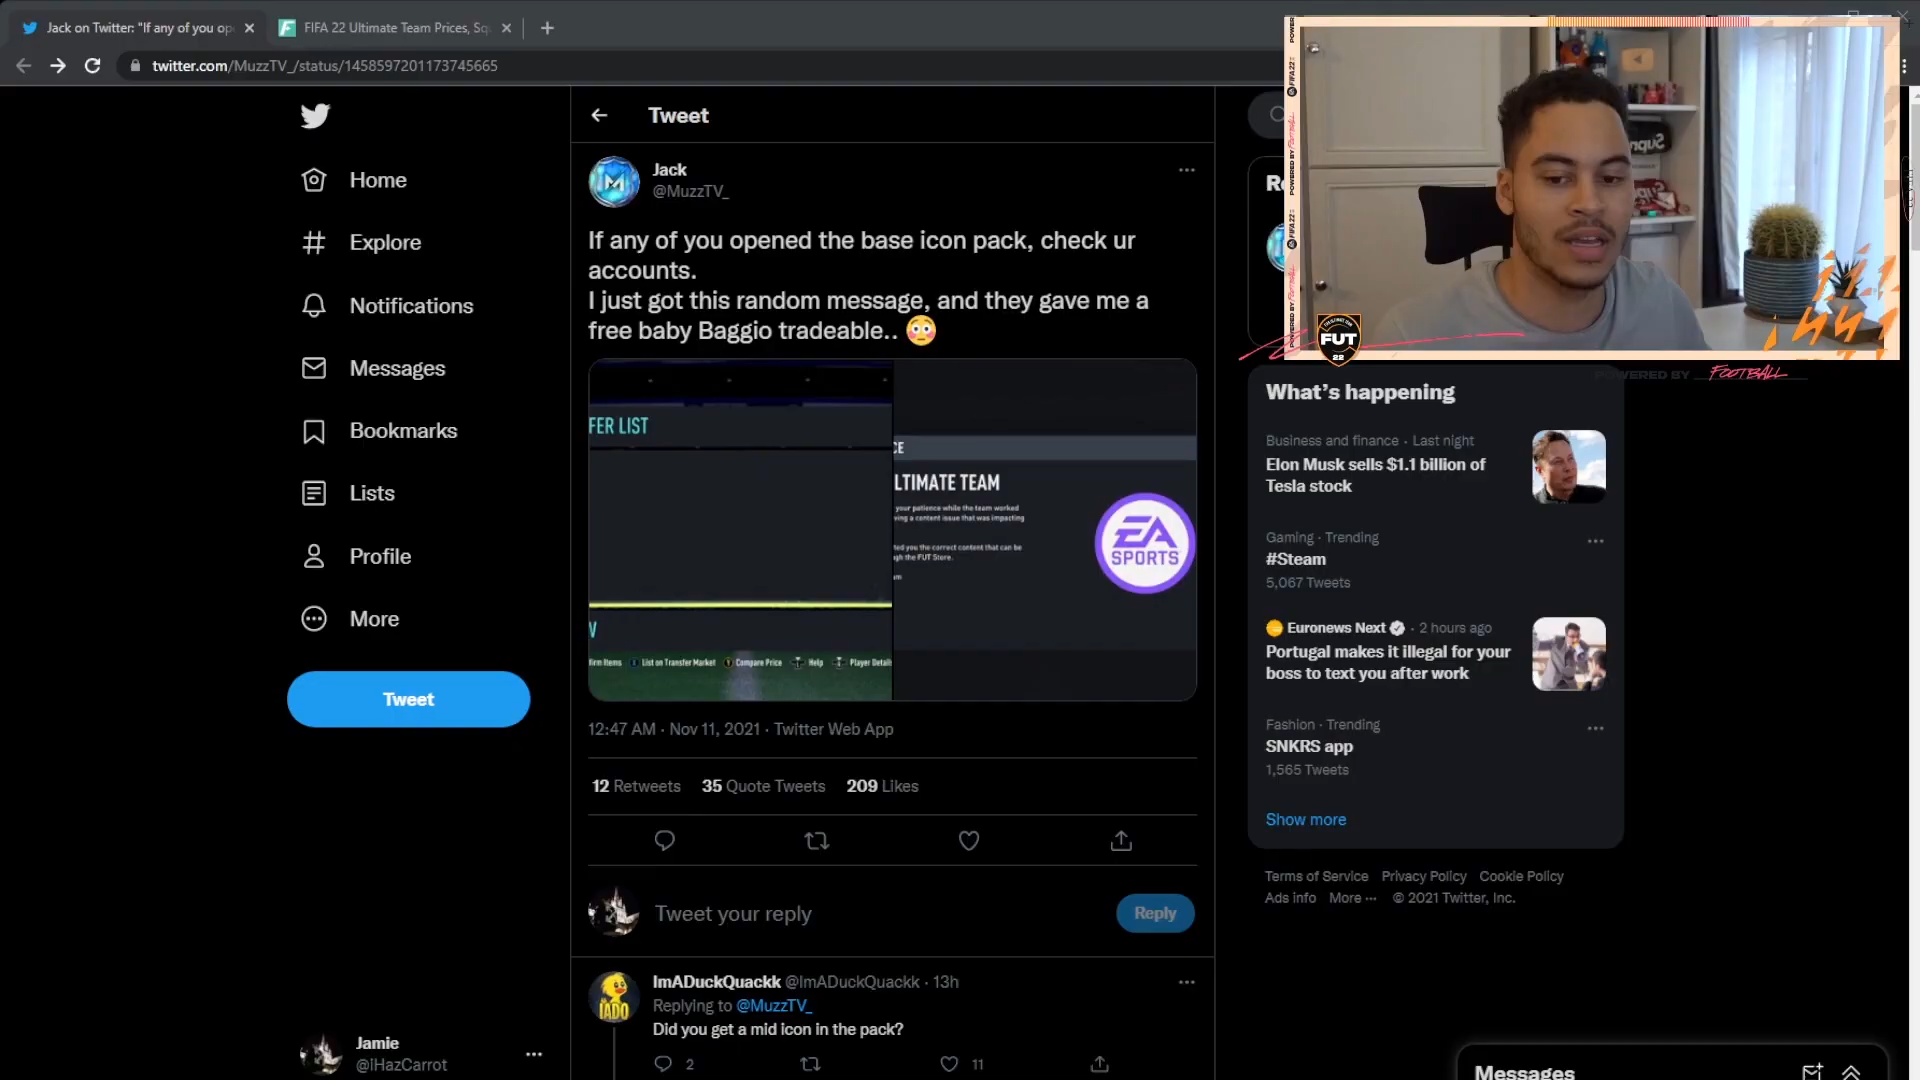 Jack on Twitter: "If any of you op
FIFA 22 Ultimate Team Prices, Sq
twitter.com/MuzzTV_/status/1458597201173745665
Home
Explore
Notifications
Messages
Bookmarks
Lists
Profile
More
Tweet
Jamie
@iHazCarrot
Tweet
Jack
@MuzzTV_
If any of you opened the base icon pack, check ur
accounts.
I just got this random message, and they gave me a
free baby Baggio tradeable..
FER LIST
List on Transfer Market
Compare Price
Help
LTIMATE TEAM
your patience while the team worked
ving a content issue that was impacting
ted you the correct content that can be
gh the FUT Store.
EA
SPORTS
12:47 AM · Nov 11, 2021 · Twitter Web App
12 Retweets 35 Quote Tweets 209 Likes
Tweet your reply
Reply
IADO
ImADuckQuackk @ImADuckQuackk · 13h
Replying to @MuzzTV_
Did you get a mid icon in the pack?
2
11
FUT
22
POWERED BY FOOTBALL
What's happening
Business and finance · Last night
Elon Musk sells $1.1 billion of
Tesla stock
Gaming · Trending
#Steam
5,067 Tweets
Euronews Next · 2 hours ago
Portugal makes it illegal for your
boss to text you after work
Fashion · Trending
SNKRS app
1,565 Tweets
Show more
Terms of Service Privacy Policy Cookie Policy
Ads info More ··· © 2021 Twitter, Inc.
Messages